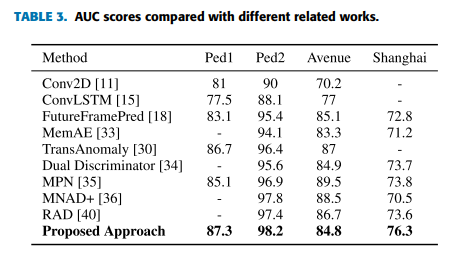 TABLE 3. AUC scores compared with different related works.
Method Ped1 Ped2 Avenue Shanghai
Conv2D [11] 81 90 70.2 -
ConvLSTM [15] 77.5 88.1 77 -
FutureFramePred [18] 83.1 95.4 85.1 72.8
MemAE [33] - 94.1 83.3 71.2
TransAnomaly [30] 86.7 96.4 87 -
Dual Discriminator [34] - 95.6 84.9 73.7
MPN [35] 85.1 96.9 89.5 73.8
MNAD+ [36] - 97.8 88.5 70.5
RAD [40] - 97.4 86.7 73.6
Proposed Approach 87.3 98.2 84.8 76.3